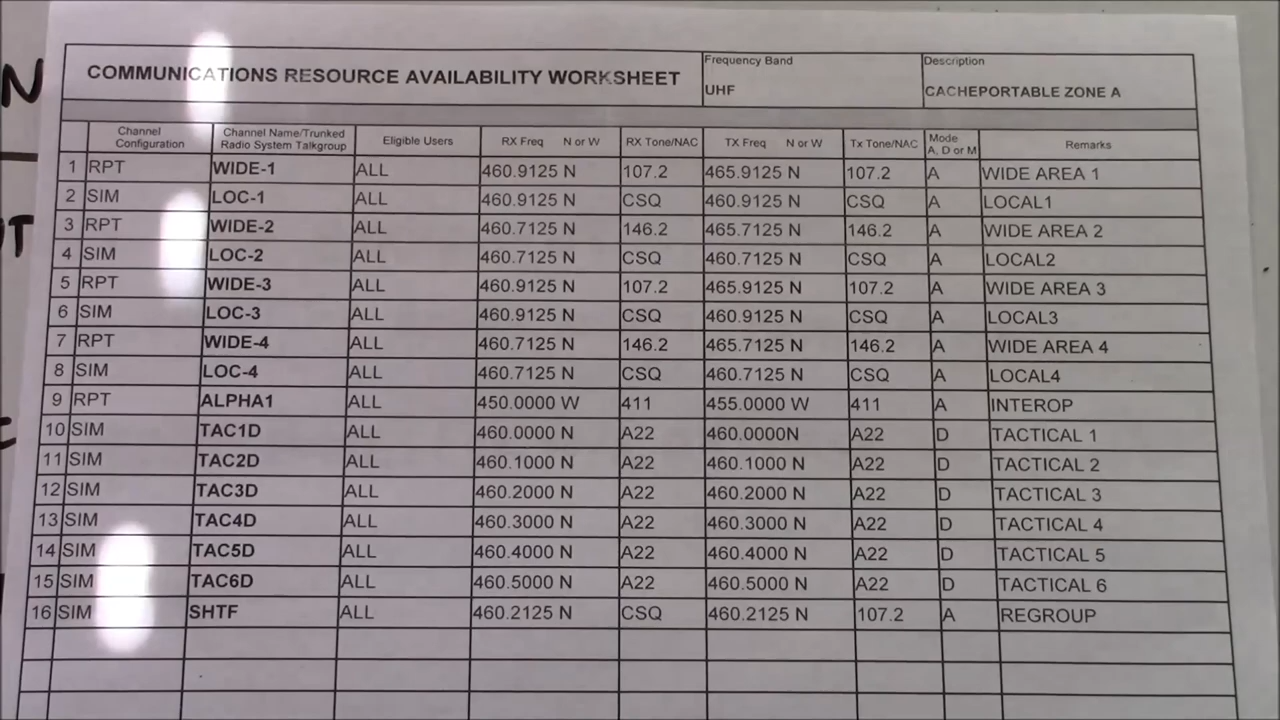 N
COMMUNICATIONS RESOURCE AVAILABILITY WORKSHEET
Frequency Band
UHF
Description
CACHEPORTABLE ZONE A
Channel Configuration Channel Name/Trunked Radio System Talkgroup Eligible Users RX Freq N or W RX Tone/NAC TX Freq N or W Tx Tone/NAC Mode A, D or M Remarks
1 RPT WIDE-1 ALL 460.9125 N 107.2 465.9125 N 107.2 A WIDE AREA 1
2 SIM LOC-1 ALL 460.9125 N CSQ 460.9125 N CSQ A LOCAL1
3 RPT WIDE-2 ALL 460.7125 N 146.2 465.7125 N 146.2 A WIDE AREA 2
4 SIM LOC-2 ALL 460.7125 N CSQ 460.7125 N CSQ A LOCAL2
5 RPT WIDE-3 ALL 460.9125 N 107.2 465.9125 N 107.2 A WIDE AREA 3
6 SIM LOC-3 ALL 460.9125 N CSQ 460.9125 N CSQ A LOCAL3
7 RPT WIDE-4 ALL 460.7125 N 146.2 465.7125 N 146.2 A WIDE AREA 4
8 SIM LOC-4 ALL 460.7125 N CSQ 460.7125 N CSQ A LOCAL4
9 RPT ALPHA1 ALL 450.0000 W 411 455.0000 W 411 A INTEROP
10 SIM TAC1D ALL 460.0000 N A22 460.0000N A22 D TACTICAL 1
11 SIM TAC2D ALL 460.1000 N A22 460.1000 N A22 D TACTICAL 2
12 SIM TAC3D ALL 460.2000 N A22 460.2000 N A22 D TACTICAL 3
13 SIM TAC4D ALL 460.3000 N A22 460.3000 N A22 D TACTICAL 4
14 SIM TAC5D ALL 460.4000 N A22 460.4000 N A22 D TACTICAL 5
15 SIM TAC6D ALL 460.5000 N A22 460.5000 N A22 D TACTICAL 6
16 SIM SHTF ALL 460.2125 N CSQ 460.2125 N 107.2 A REGROUP